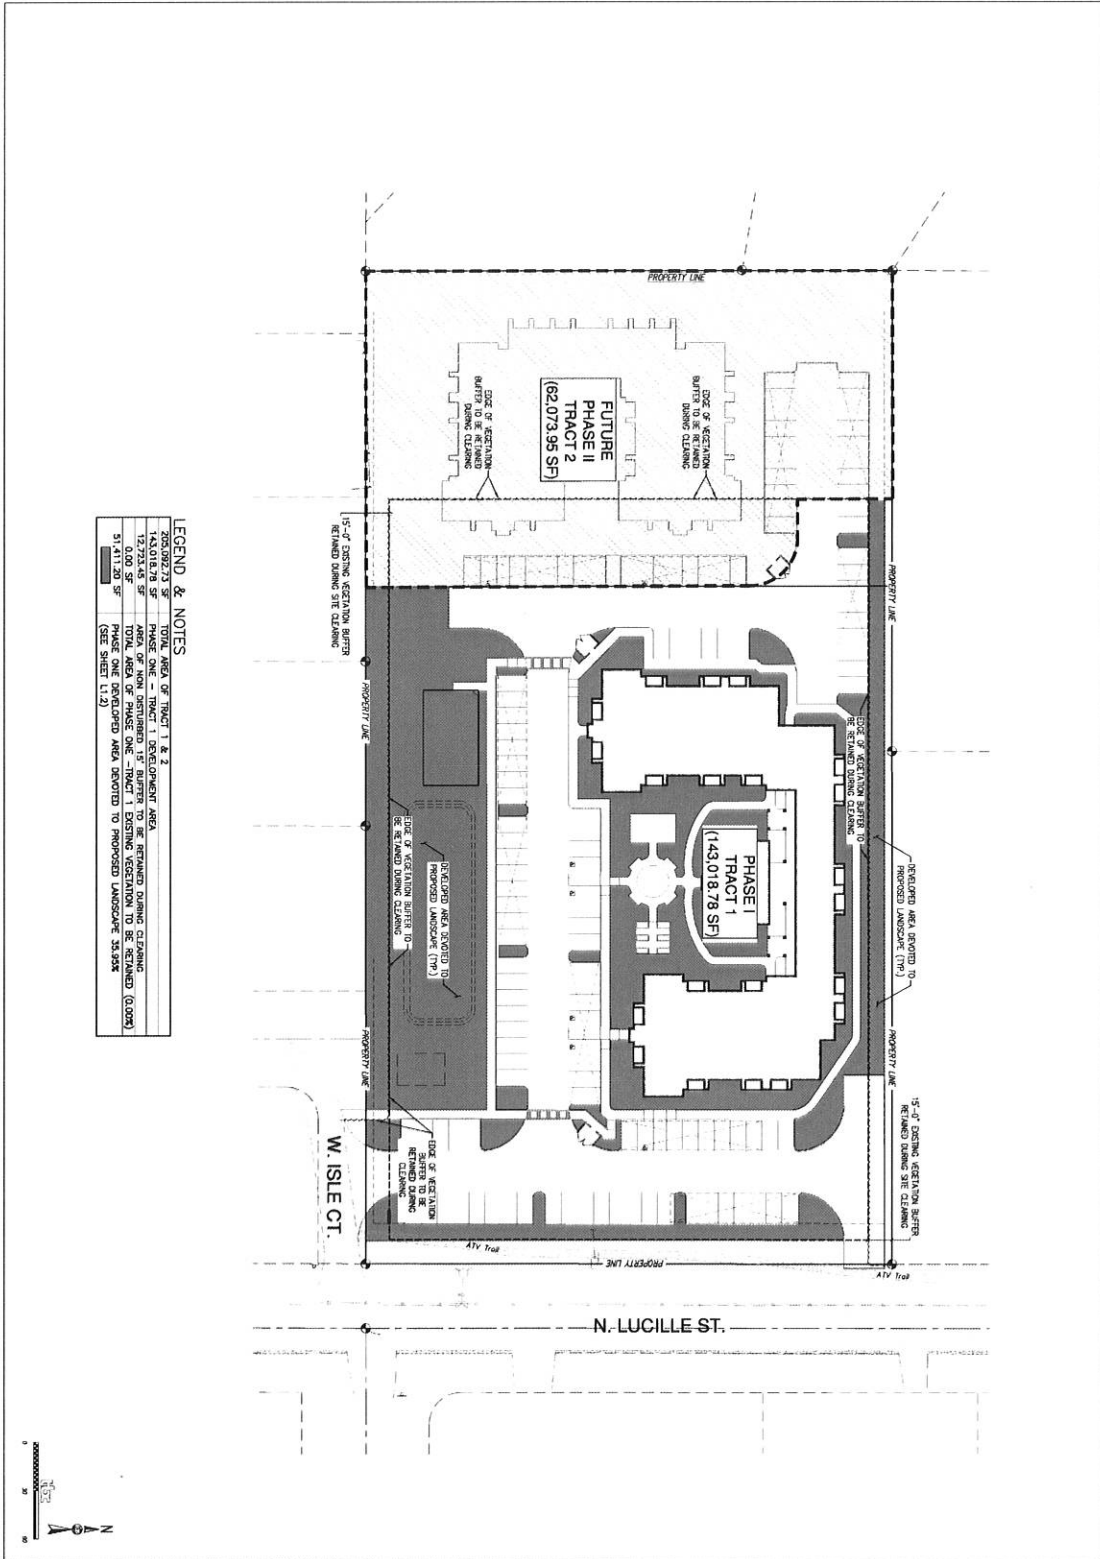 PROPERTY LINE
EDGE OF VEGETATION
BUFFER TO BE RETAINED
DURING CLEARING
FUTURE
PHASE II
TRACT 2
(62,073.95 SF)
EDGE OF VEGETATION
BUFFER TO BE RETAINED
DURING CLEARING
15'-0" EXISTING VEGETATION BUFFER
RETAINED DURING SITE CLEARING
PROPERTY LINE
PROPERTY LINE
EDGE OF VEGETATION BUFFER TO
BE RETAINED DURING CLEARING
PHASE I
TRACT 1
(143,018.78 SF)
DEVELOPED AREA DEVOTED TO
PROPOSED LANDSCAPE (TYP.)
EDGE OF VEGETATION BUFFER TO
BE RETAINED DURING CLEARING
DEVELOPED AREA DEVOTED TO
PROPOSED LANDSCAPE (TYP.)
PROPERTY LINE
PROPERTY LINE
15'-0" EXISTING VEGETATION BUFFER
RETAINED DURING SITE CLEARING
EDGE OF VEGETATION
BUFFER TO BE
RETAINED DURING
CLEARING
W. ISLE CT.
ATV Trail
PROPERTY LINE
ATV Trail
N. LUCILLE ST.
LEGEND & NOTES
205,092.73 SF TOTAL AREA OF TRACT 1 & 2
143,018.78 SF PHASE ONE - TRACT 1 DEVELOPMENT AREA
12,723.45 SF AREA OF NON DISTURBED 15' BUFFER TO BE RETAINED DURING CLEARING
0.00 SF TOTAL AREA OF PHASE ONE -TRACT 1 EXISTING VEGETATION TO BE RETAINED (0.00%)
51,411.20 SF PHASE ONE DEVELOPED AREA DEVOTED TO PROPOSED LANDSCAPE 35.95%
(SEE SHEET L1.2)
0 30 60
N